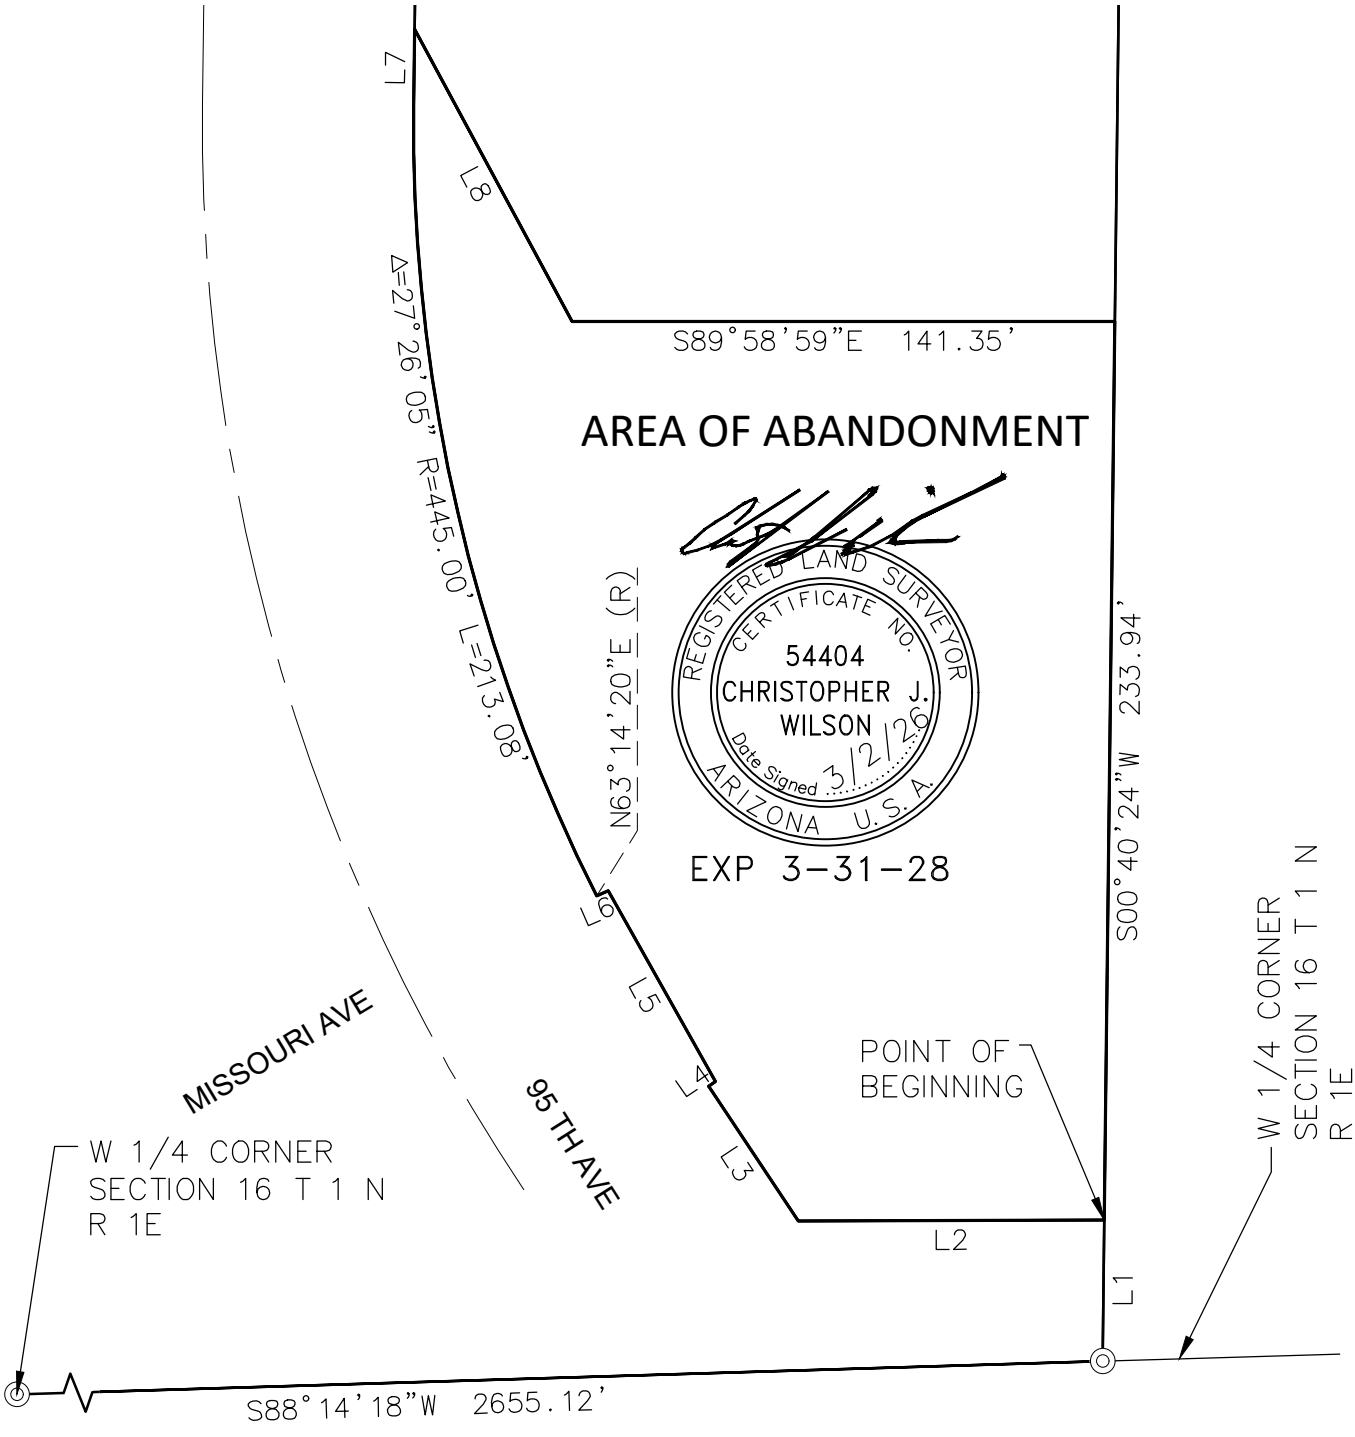 L7
L8
Δ=27°26'05" R=445.00' L=213.08'
S89°58'59"E 141.35'
AREA OF ABANDONMENT
REGISTERED LAND SURVEYOR
CERTIFICATE NO.
54404
CHRISTOPHER J.
WILSON
Date Signed 3/2/26
ARIZONA U.S.A.
EXP 3-31-28
N63°14'20"E (R)
S00°40'24"W 233.94'
L6
L5
L4
L3
MISSOURI AVE
95 TH AVE
POINT OF
BEGINNING
W 1/4 CORNER
SECTION 16 T 1 N
R 1E
W 1/4 CORNER
SECTION 16 T 1 N
R 1E
L2
L1
S88°14'18"W 2655.12'